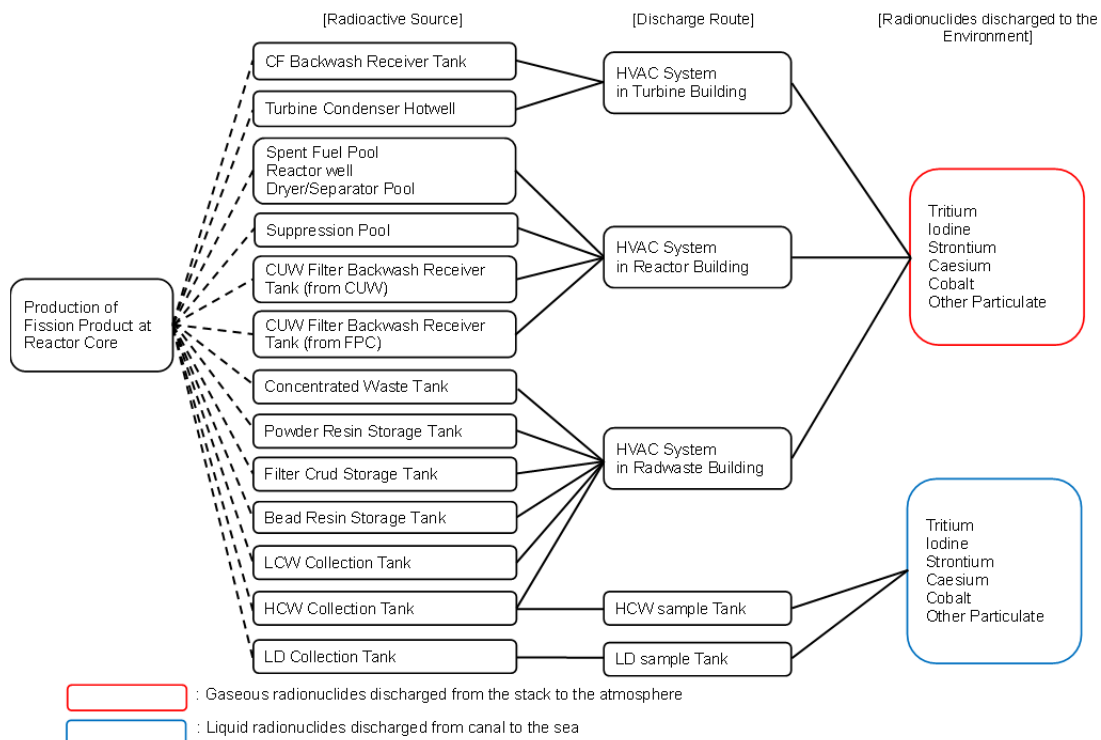 [Radioactive Source]
[Discharge Route]
[Radionuclides discharged to the
Environment]
CF Backwash Receiver Tank
Turbine Condenser Hotwell
Spent Fuel Pool
Reactor well
Dryer/Separator Pool
Suppression Pool
CUW Filter Backwash Receiver
Tank (from CUW)
CUW Filter Backwash Receiver
Tank (from FPC)
Concentrated Waste Tank
Powder Resin Storage Tank
Filter Crud Storage Tank
Bead Resin Storage Tank
LCW Collection Tank
HCW Collection Tank
LD Collection Tank
Production of
Fission Product at
Reactor Core
HVAC System
in Turbine Building
HVAC System
in Reactor Building
HVAC System
in Radwaste Building
HCW sample Tank
LD sample Tank
Tritium
Iodine
Strontium
Caesium
Cobalt
Other Particulate
Tritium
Iodine
Strontium
Caesium
Cobalt
Other Particulate
: Gaseous radionuclides discharged from the stack to the atmosphere
: Liquid radionuclides discharged from canal to the sea